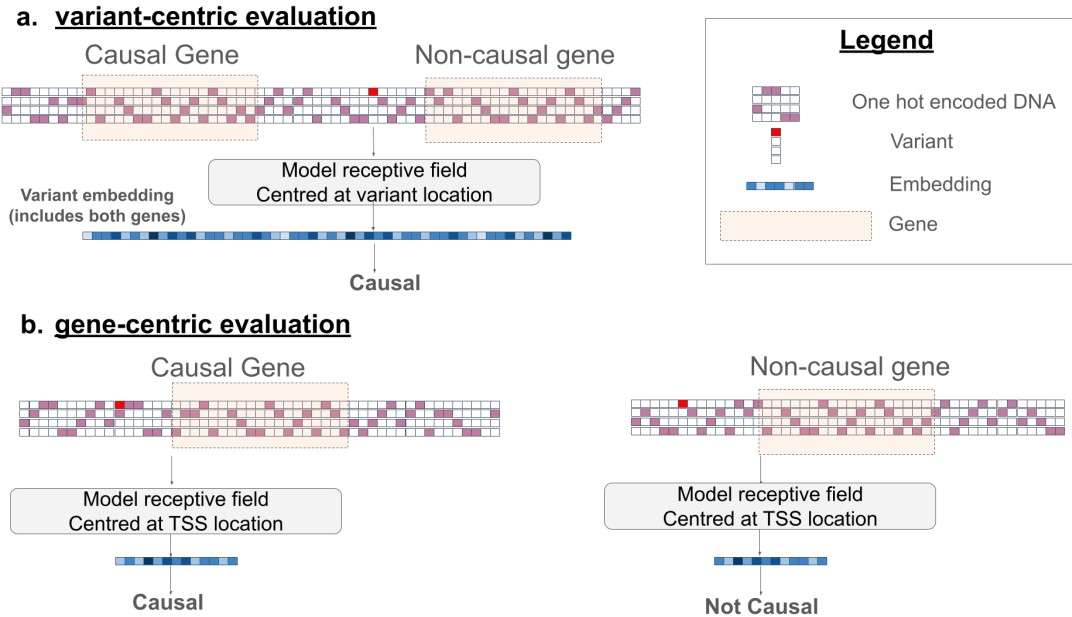 a. variant-centric evaluation
Causal Gene
Non-causal gene
Model receptive field
Centred at variant location
Variant embedding
(includes both genes)
Causal
Legend
One hot encoded DNA
Variant
Embedding
Gene
b. gene-centric evaluation
Causal Gene
Model receptive field
Centred at TSS location
Causal
Non-causal gene
Model receptive field
Centred at TSS location
Not Causal